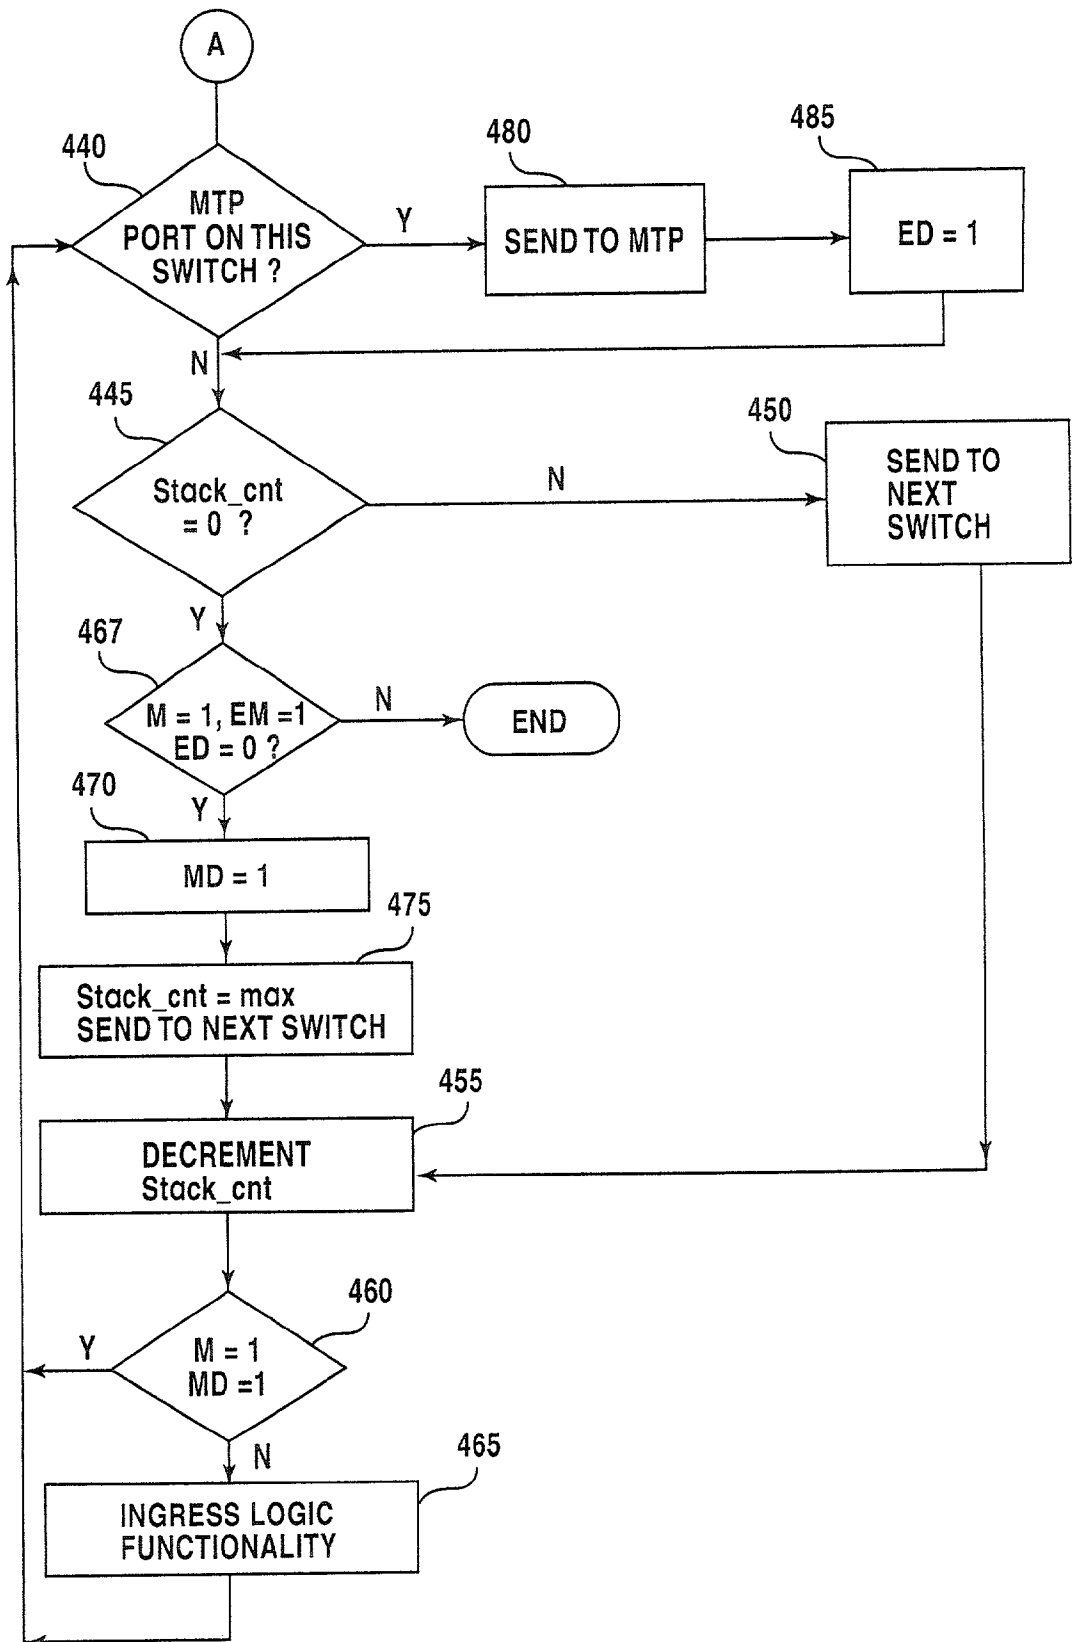 A
440
MTP
PORT ON THIS
SWITCH ?
Y
480
SEND TO MTP
485
ED = 1
N
445
Stack_cnt
= 0 ?
N
450
SEND TO
NEXT
SWITCH
Y
467
M = 1, EM =1
ED = 0 ?
N
END
Y
470
MD = 1
475
Stack_cnt = max
SEND TO NEXT SWITCH
455
DECREMENT
Stack_cnt
460
M = 1
MD =1
Y
N
465
INGRESS LOGIC
FUNCTIONALITY